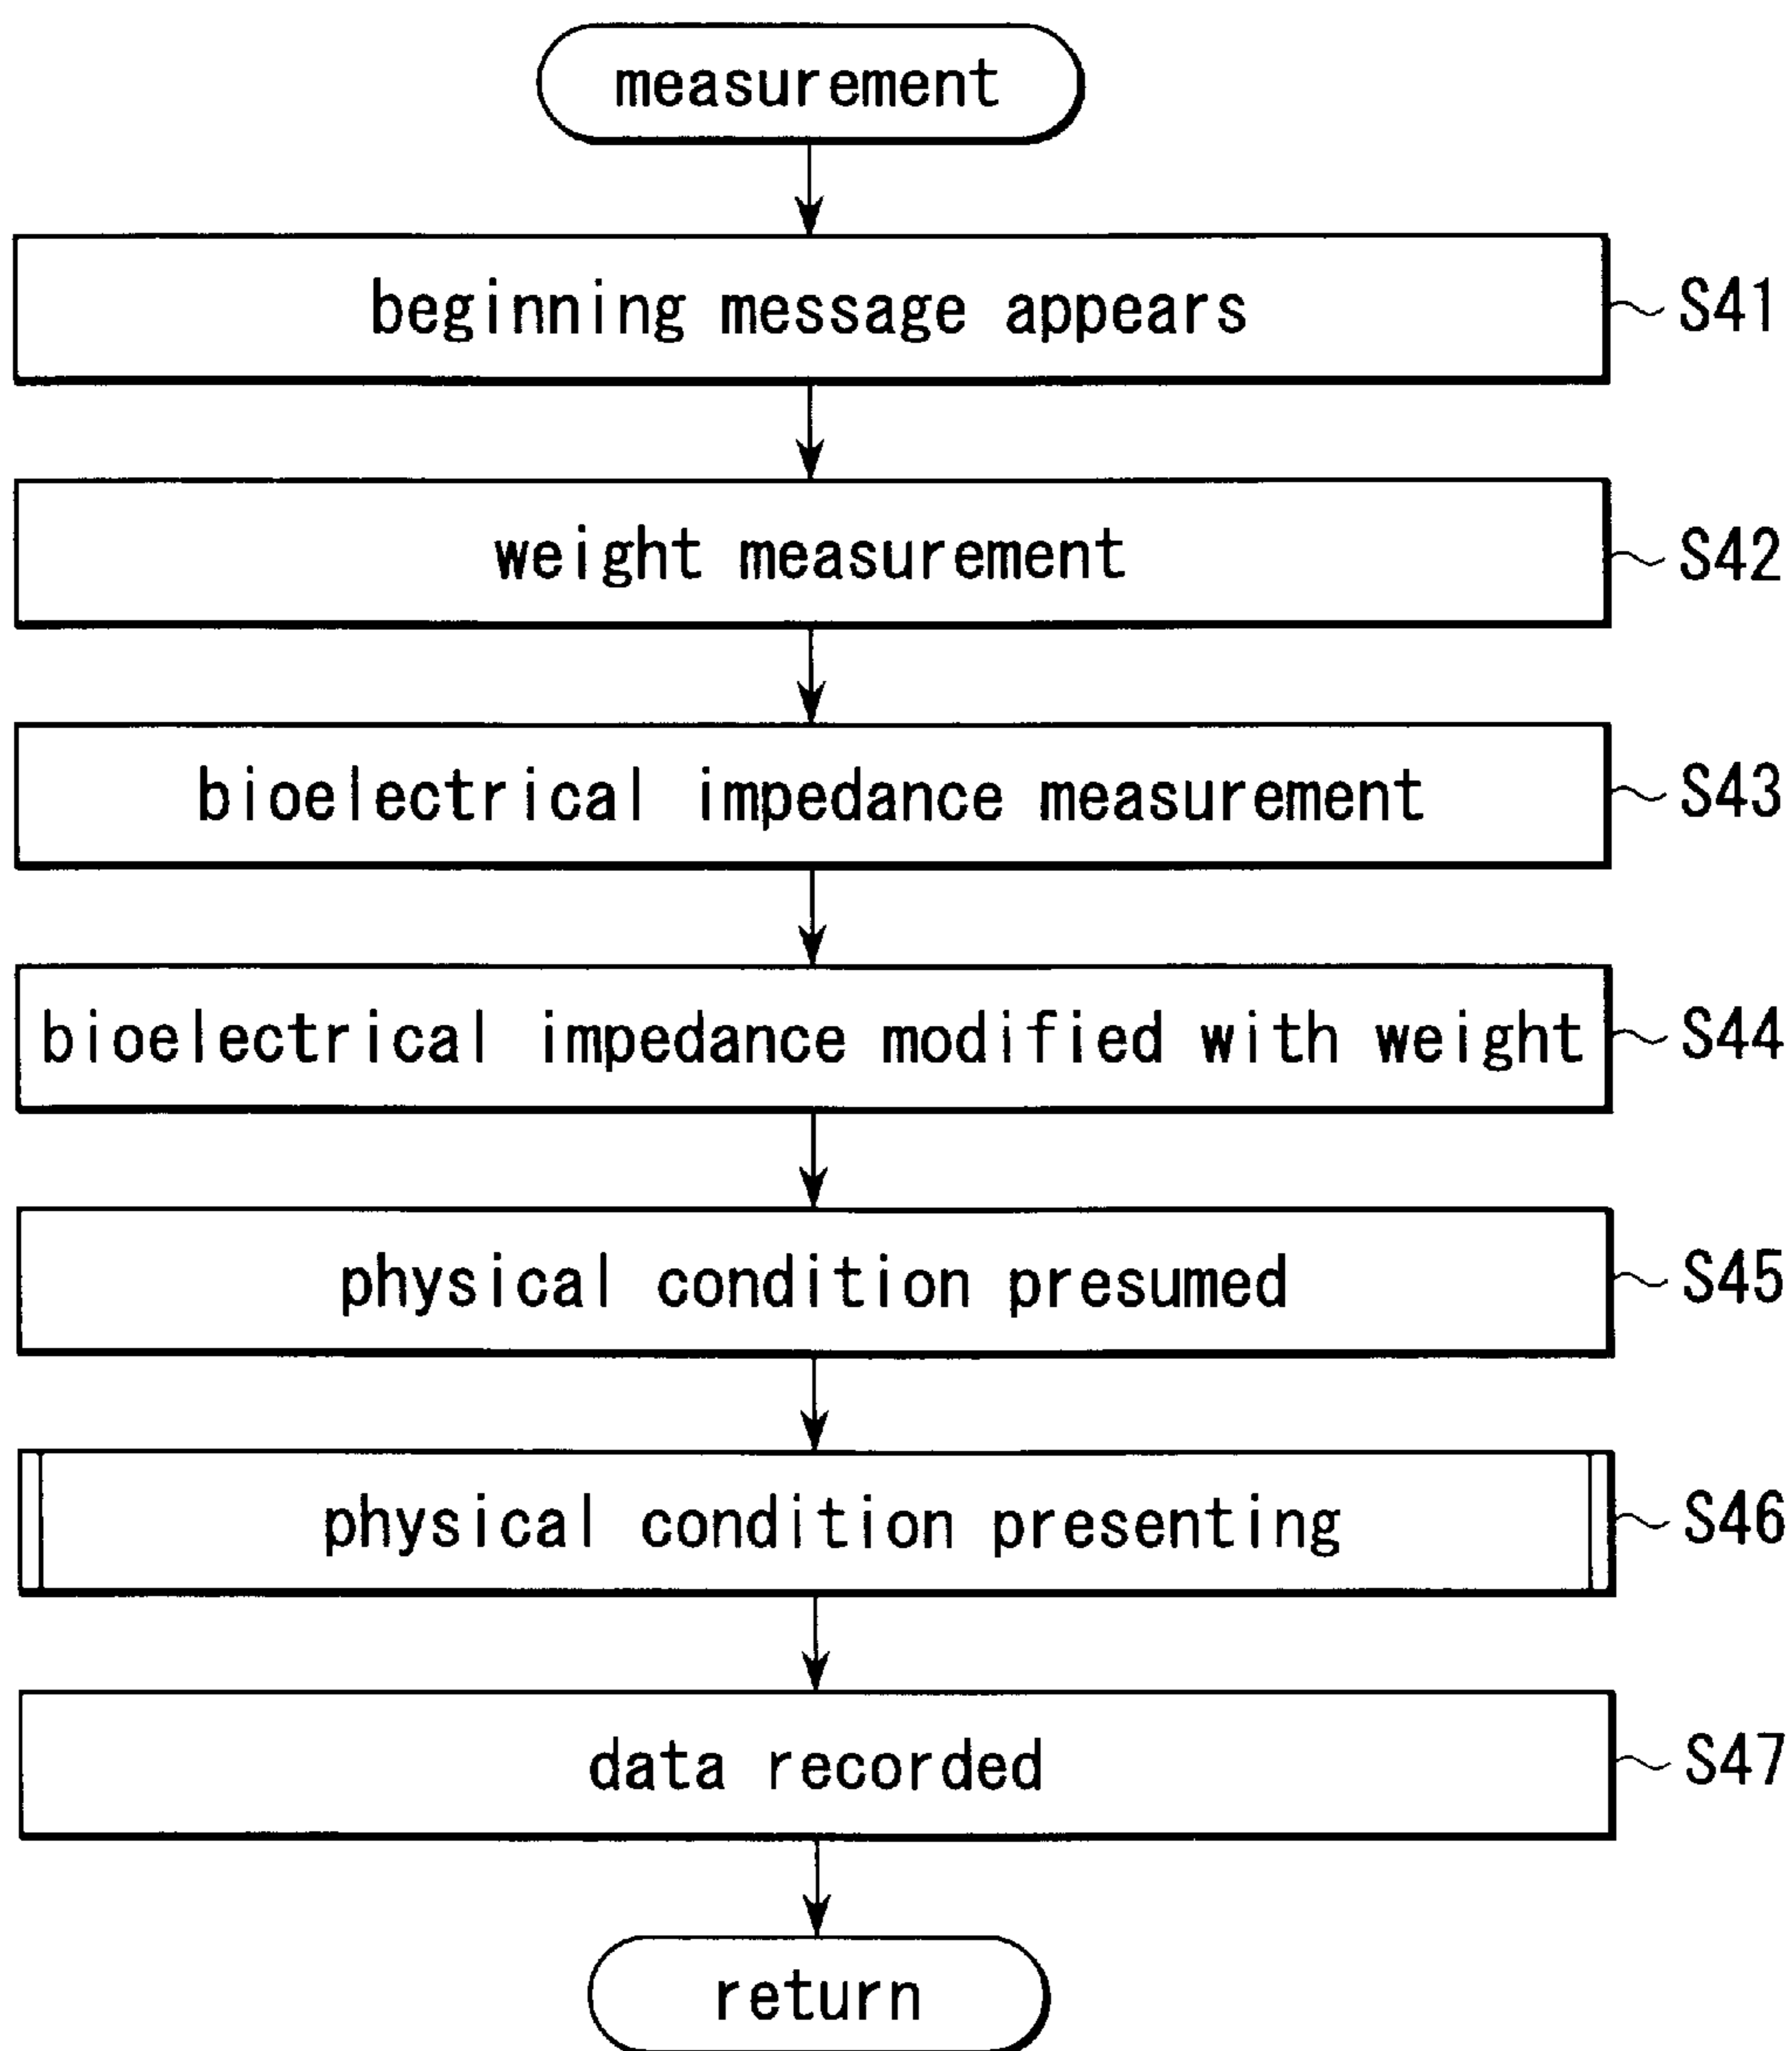 measurement
beginning message appears S41
weight measurement S42
bioelectrical impedance measurement S43
bioelectrical impedance modified with weight S44
physical condition presumed S45
physical condition presenting S46
data recorded S47
return